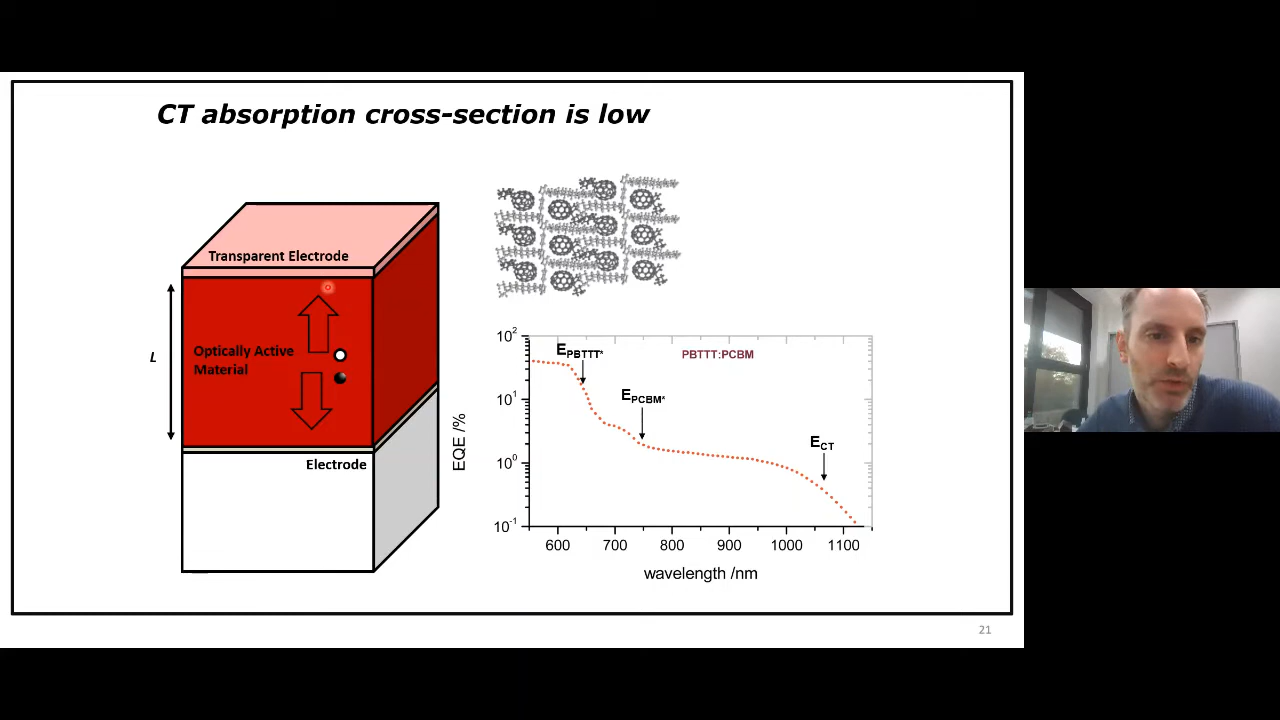 CT absorption cross-section is low
Transparent Electrode
L
Optically Active
Material
Electrode
10²
10¹
10⁰
10⁻¹
EQE /%
E_PBTTT*
PBTTT:PCBM
E_PCBM*
E_CT
600 700 800 900 1000 1100
wavelength /nm
21